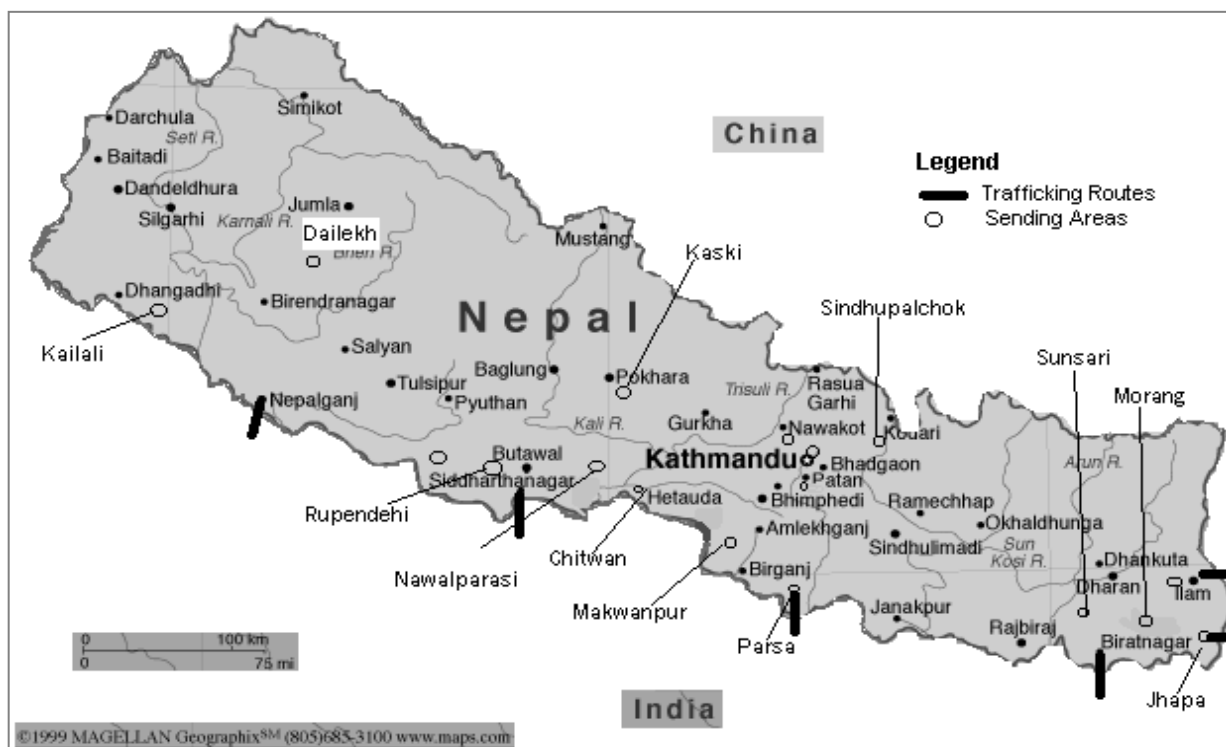 Simikot
Darchula
Seti R.
China
Baitadi
Legend
Dandeldhura
Trafficking Routes
Jumla
Silgarhi
Karnali R.
Sending Areas
Dailekh
Mustang
Bheri R.
Kaski
Dhangadhi
Birendranagar
Nepal
Sindhupalchok
Kailali
Salyan
Sunsari
Baglung
Pokhara
Trisuli R.
Rasua
Garhi
Tulsipur
Morang
Nepalganj
Pyuthan
Gurkha
Kali R.
Nawakot
Kodari
Butawal
Kathmandu
Bhadgaon
Arun R.
Siddharthanagar
Patan
Hetauda
Bhimphedi
Rupendehi
Ramechhap
Okhaldhunga
Amlekhganj
Sindhulimadi
Sun
Kosi R.
Chitwan
Dhankuta
Nawalparasi
Birganj
Dharan
Ilam
Makwanpur
Janakpur
Rajbiraj
Biratnagar
Parsa
0 100 km
0 75 mi
Jhapa
India
©1999 MAGELLAN Geographix℠ (805)685-3100 www.maps.com